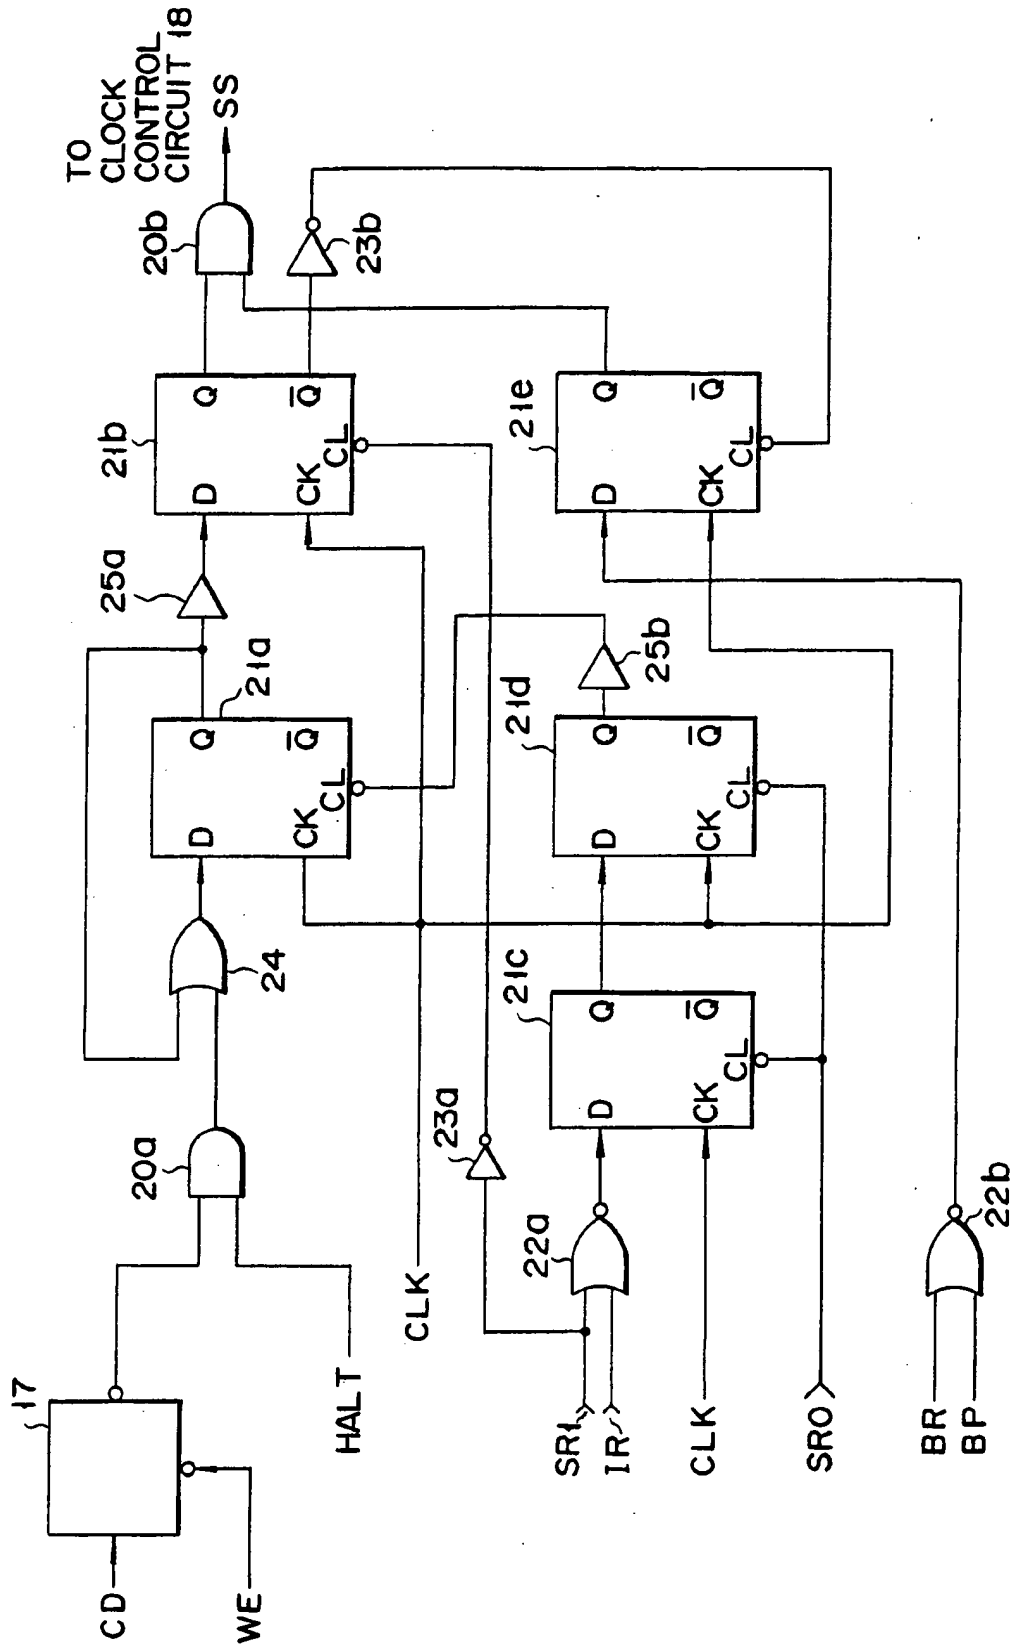 TO
CLOCK
CONTROL
CIRCUIT 18
SS
20b
23b
21b
D
Q
Q̅
CK
CL
25a
21a
D
Q
Q̅
CK
CL
24
20a
17
CD
WE
HALT
CLK
21e
D
Q
Q̅
CK
CL
25b
21d
D
Q
Q̅
CK
CL
21c
D
Q
Q̅
CK
CL
23a
22a
SR1
IR
CLK
SRO
BR
BP
22b